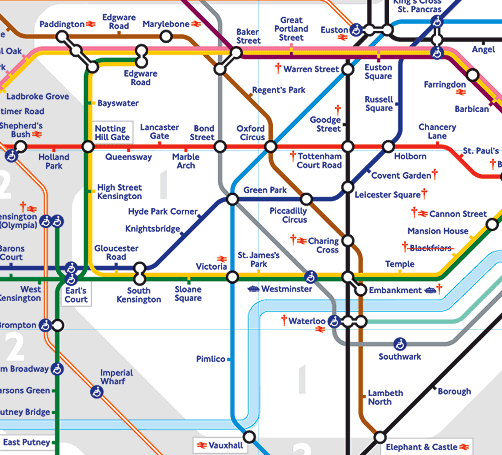 King's Cross
St. Pancras
Paddington
Edgware
Road
Marylebone
Baker
Street
Great
Portland
Street
Euston
Angel
Oak
Edgware
Road
Warren Street
Euston
Square
Farringdon
Barbican
Ladbroke Grove
timer Road
Bayswater
Regent's Park
Russell
Square
Goodge
Street
Shepherd's
Bush
Notting
Hill Gate
Lancaster
Gate
Bond
Street
Oxford
Circus
Chancery
Lane
Holland
Park
Queensway
Marble
Arch
Tottenham
Court Road
Holborn
St. Paul's
Covent Garden
2
1
High Street
Kensington
Green Park
Leicester Square
Hyde Park Corner
Piccadilly
Circus
Cannon Street
ensington
(Olympia)
Knightsbridge
Mansion House
Charing
Cross
Blackfriars
Barons
Court
Gloucester
Road
Victoria
St. James's
Park
Temple
West
Kensington
Earl's
Court
South
Kensington
Sloane
Square
Westminster
Embankment
Brompton
Waterloo
2
Pimlico
Southwark
m Broadway
Imperial
Wharf
1
arsons Green
Lambeth
North
Borough
utney Bridge
East Putney
Vauxhall
Elephant & Castle